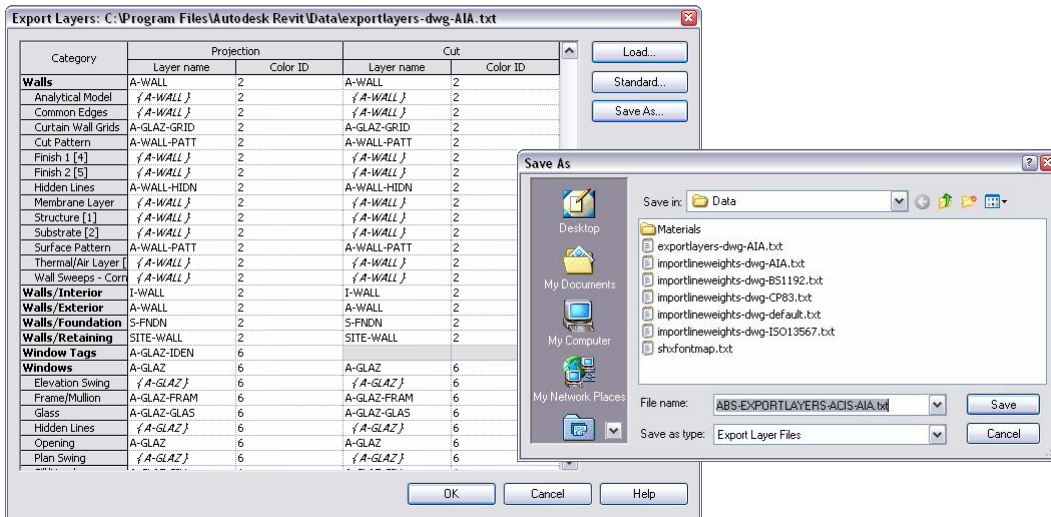 Export Layers: C:\Program Files\Autodesk Revit\Data\exportlayers-dwg-AIA.txt
Category Projection Cut
Layer name Color ID Layer name Color ID
Walls A-WALL 2 A-WALL 2
Analytical Model { A-WALL } 2 { A-WALL } 2
Common Edges { A-WALL } 2 { A-WALL } 2
Curtain Wall Grids A-GLAZ-GRID 2 A-GLAZ-GRID 2
Cut Pattern A-WALL-PATT 2 A-WALL-PATT 2
Finish 1 [4] { A-WALL } 2 { A-WALL } 2
Finish 2 [5] { A-WALL } 2 { A-WALL } 2
Hidden Lines A-WALL-HIDN 2 A-WALL-HIDN 2
Membrane Layer { A-WALL } 2 { A-WALL } 2
Structure [1] { A-WALL } 2 { A-WALL } 2
Substrate [2] { A-WALL } 2 { A-WALL } 2
Surface Pattern A-WALL-PATT 2 A-WALL-PATT 2
Thermal/Air Layer [ { A-WALL } 2 { A-WALL } 2
Wall Sweeps - Corn { A-WALL } 2 { A-WALL } 2
Walls/Interior I-WALL 2 I-WALL 2
Walls/Exterior A-WALL 2 A-WALL 2
Walls/Foundation S-FNDN 2 S-FNDN 2
Walls/Retaining SITE-WALL 2 SITE-WALL 2
Window Tags A-GLAZ-IDEN 6
Windows A-GLAZ 6 A-GLAZ 6
Elevation Swing { A-GLAZ } 6 { A-GLAZ } 6
Frame/Mullion A-GLAZ-FRAM 6 A-GLAZ-FRAM 6
Glass A-GLAZ-GLAS 6 A-GLAZ-GLAS 6
Hidden Lines { A-GLAZ } 6 { A-GLAZ } 6
Opening A-GLAZ 6 A-GLAZ 6
Plan Swing { A-GLAZ } 6 { A-GLAZ } 6
Load...
Standard...
Save As...
OK Cancel Help
Save As
Save in: Data
Desktop
My Documents
My Computer
My Network Places
Materials
exportlayers-dwg-AIA.txt
importlineweights-dwg-AIA.txt
importlineweights-dwg-BS1192.txt
importlineweights-dwg-CP83.txt
importlineweights-dwg-default.txt
importlineweights-dwg-ISO13567.txt
shxfontmap.txt
File name: ABS-EXPORTLAYERS-ACIS-AIA.txt Save
Save as type: Export Layer Files Cancel